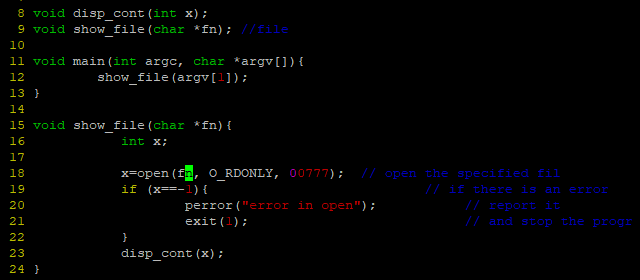 8 void disp_cont(int x);
9 void show_file(char *fn); //file
10
11 void main(int argc, char *argv[]){
12 show_file(argv[1]);
13 }
14
15 void show_file(char *fn){
16 int x;
17
18 x=open(fn, O_RDONLY, 00777); // open the specified fil
19 if (x==-1){ // if there is an error
20 perror("error in open"); // report it
21 exit(1); // and stop the progr
22 }
23 disp_cont(x);
24 }